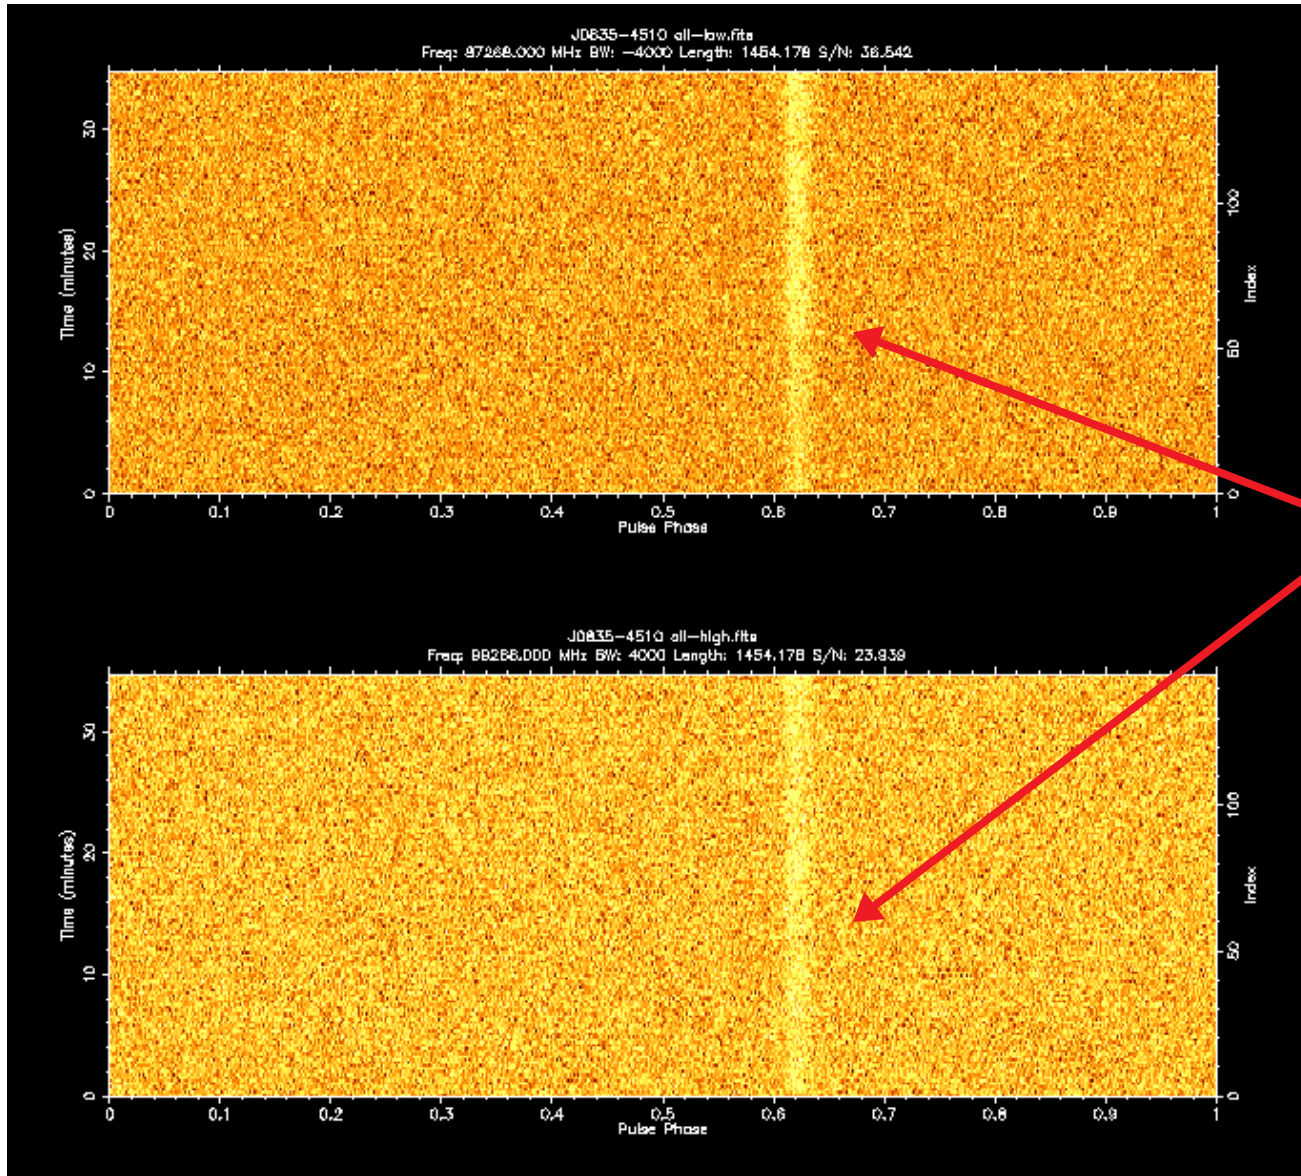 J0835-4510 all-low.fits
Freq: 87268.000 MHz BW: -4000 Length: 1454.178 S/N: 36.542
Time (minutes)
30
20
10
0
100
50
0
Index
0 0.1 0.2 0.3 0.4 0.5 0.6 0.7 0.8 0.9 1
Pulse Phase
J0835-4510 all-high.fits
Freq: 99268.000 MHz BW: 4000 Length: 1454.178 S/N: 23.939
Time (minutes)
30
20
10
0
100
50
0
Index
0 0.1 0.2 0.3 0.4 0.5 0.6 0.7 0.8 0.9 1
Pulse Phase